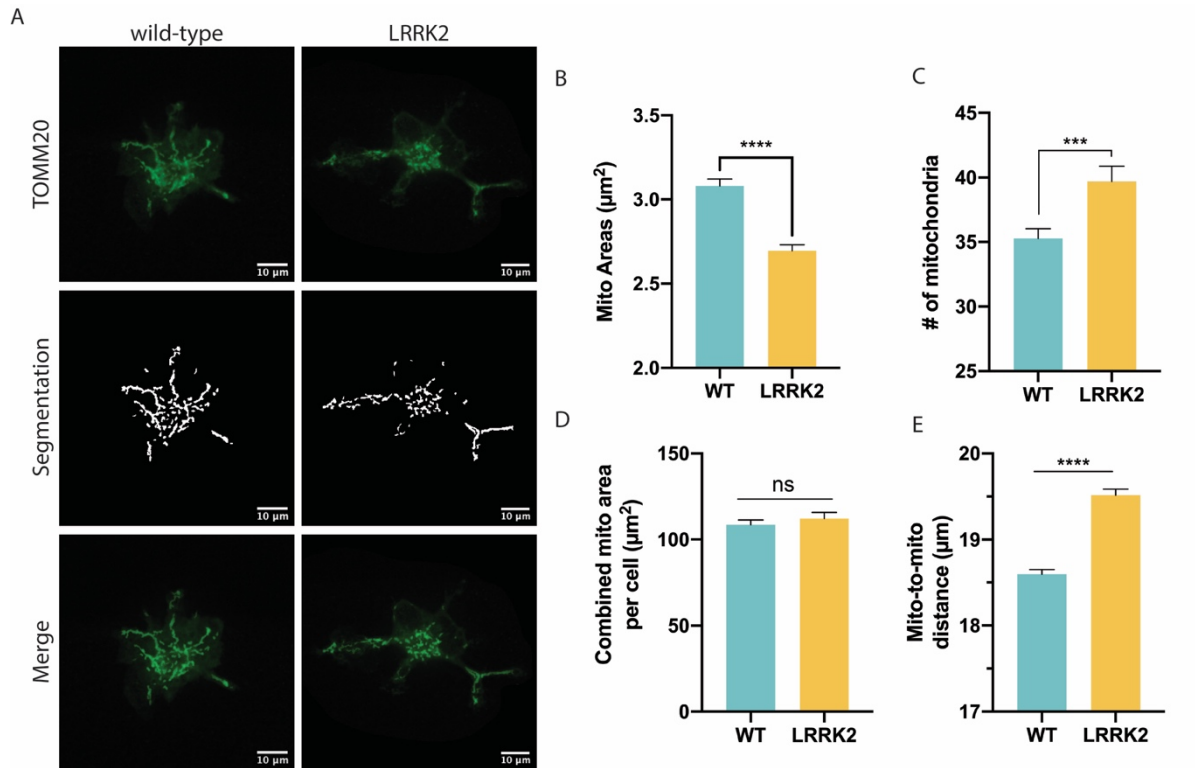 A
wild-type
LRRK2
TOMM20
10 µm
10 µm
Segmentation
10 µm
10 µm
Merge
10 µm
10 µm
B
Mito Areas (µm²)
3.5
3.0
2.5
2.0
****
WT
LRRK2
C
# of mitochondria
45
40
35
30
25
***
WT
LRRK2
D
Combined mito area
per cell (µm²)
150
100
50
0
ns
WT
LRRK2
E
Mito-to-mito
distance (µm)
20
19
18
17
****
WT
LRRK2